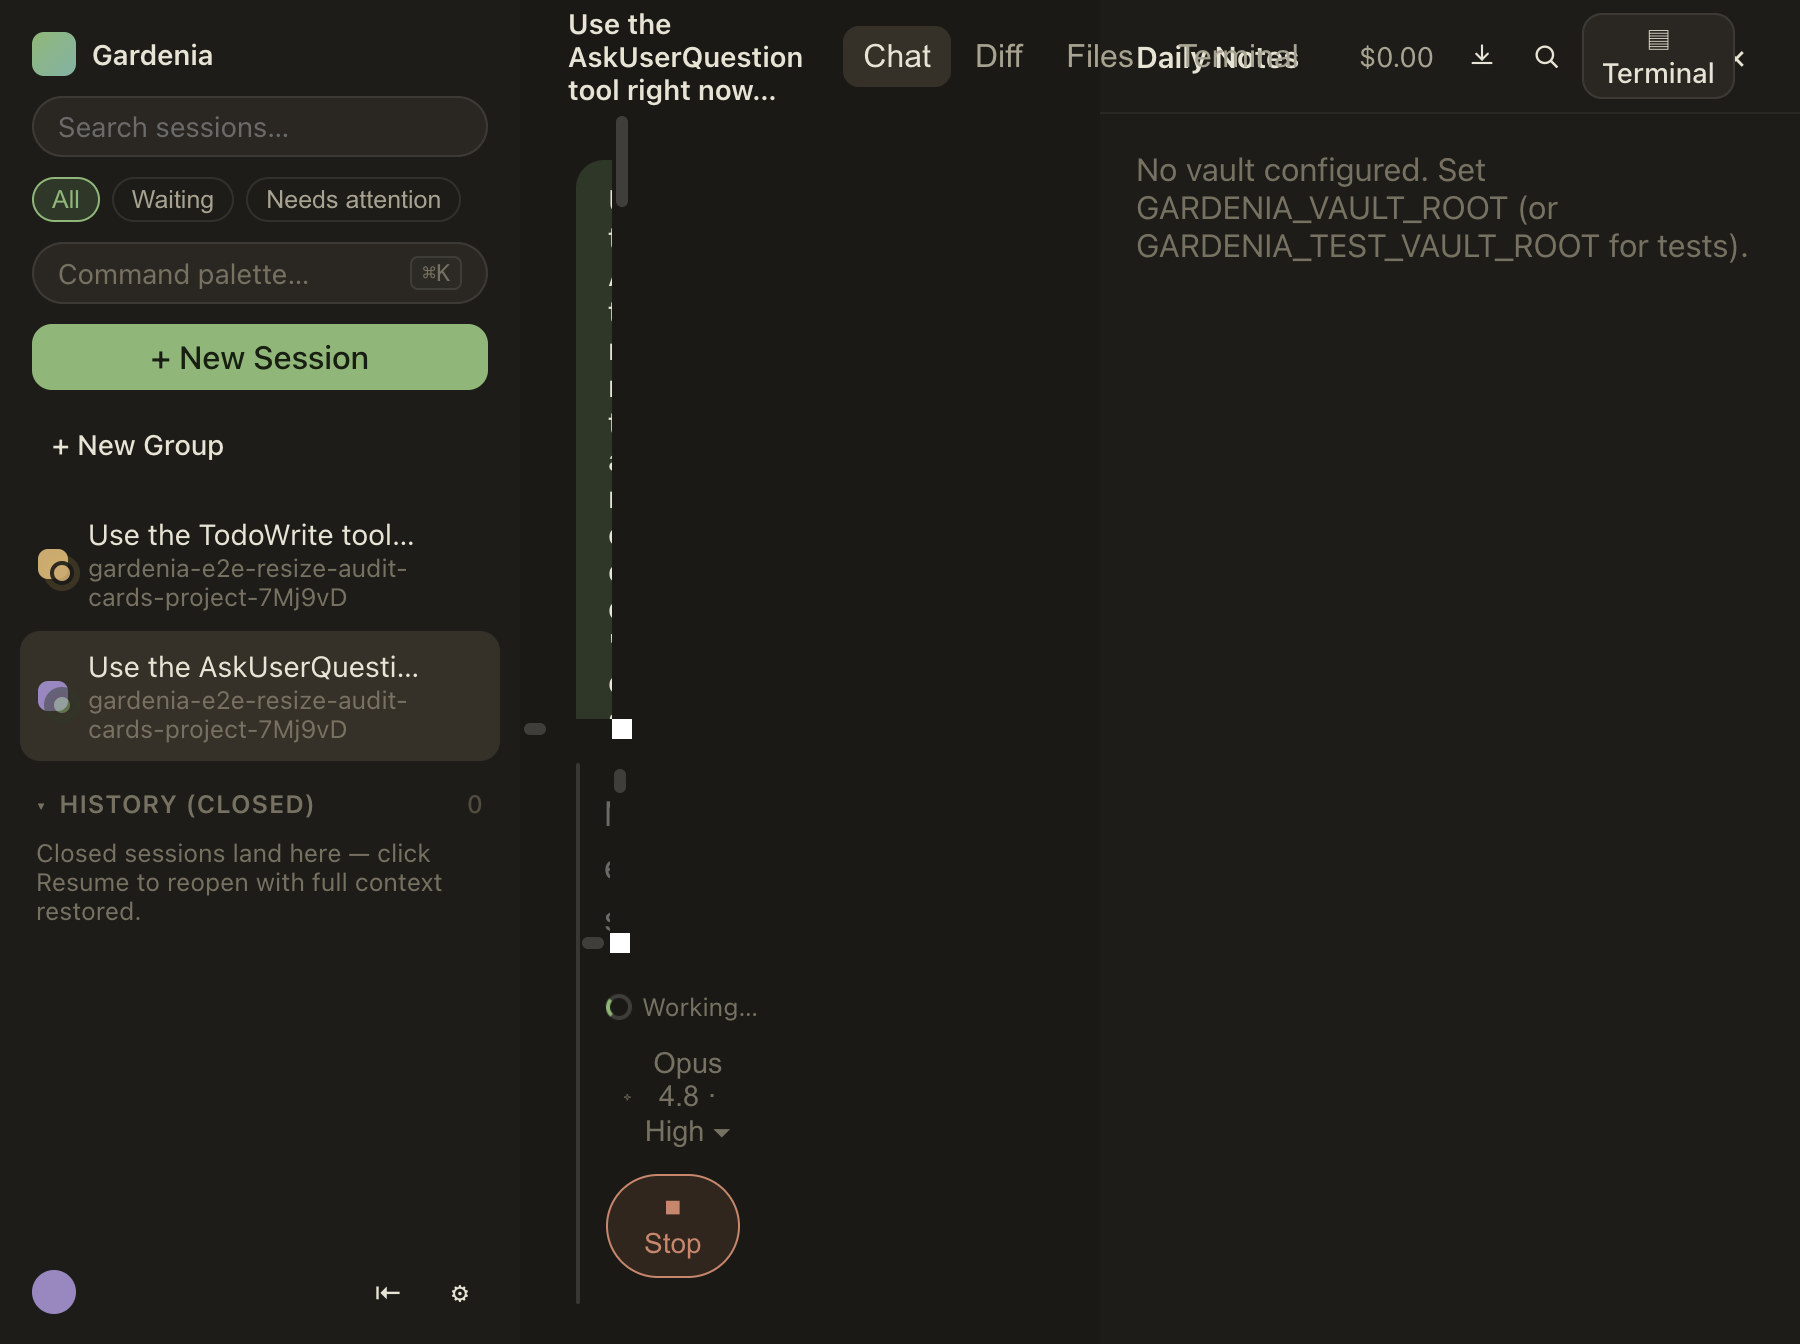 Gardenia
Search sessions...
All
Waiting
Needs attention
Command palette...
⌘K
+ New Session
+ New Group
Use the TodoWrite tool...
gardenia-e2e-resize-audit-
cards-project-7Mj9vD
Use the AskUserQuesti...
gardenia-e2e-resize-audit-
cards-project-7Mj9vD
HISTORY (CLOSED)
0
Closed sessions land here — click
Resume to reopen with full context
restored.
Use the
AskUserQuestion
tool right now...
Chat
Diff
Files
Terminal
Working...
Opus
4.8 ·
High
Stop
Daily Notes
$0.00
Terminal
No vault configured. Set
GARDENIA_VAULT_ROOT (or
GARDENIA_TEST_VAULT_ROOT for tests).